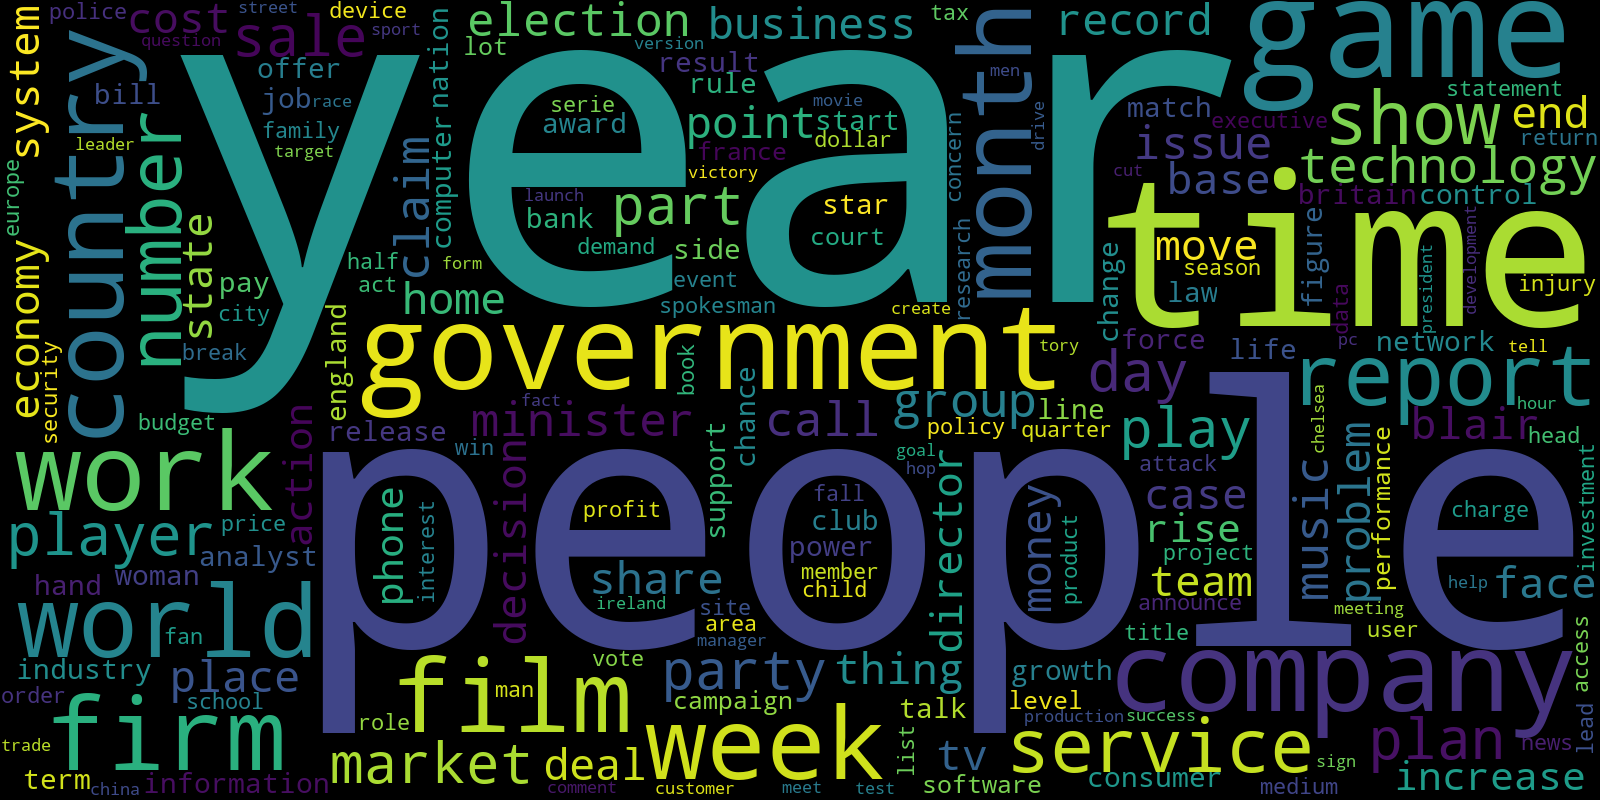 year
people
time
government
month
game
country
number
work
world
firm
film
week
company
service
report
system
economy
police
street
cost
question
sale
device
sport
offer
bill
job
race
family
leader
target
election
lot
nation
computer
version
business
tax
record
result
rule
men
movie
serie
award
point
start
dollar
france
victory
launch
bank
part
star
court
demand
side
event
spokesman
create
concern
research
drive
match
executive
issue
cut
base
show
statement
end
return
technology
britain
control
move
season
law
figure
change
force
life
data
pc
president
development
injury
network
tell
europe
state
pay
city
break
security
budget
claim
half
act
form
home
england
book
tory
day
hour
release
action
minister
fact
call
chance
group
line
policy
quarter
play
chelsea
blair
head
win
decision
support
goal
hop
director
attack
case
music
problem
performance
charge
investment
player
price
analyst
hand
woman
phone
interest
profit
fall
club
power
member
child
share
ireland
site
area
manager
money
product
rise
project
team
announce
title
meeting
user
help
face
access
fan
industry
place
order
school
trade
term
china
information
role
man
market
vote
campaign
party
thing
deal
comment
customer
meet
test
talk
list
tv
software
growth
level
production
success
consumer
sign
medium
plan
news
lead
increase